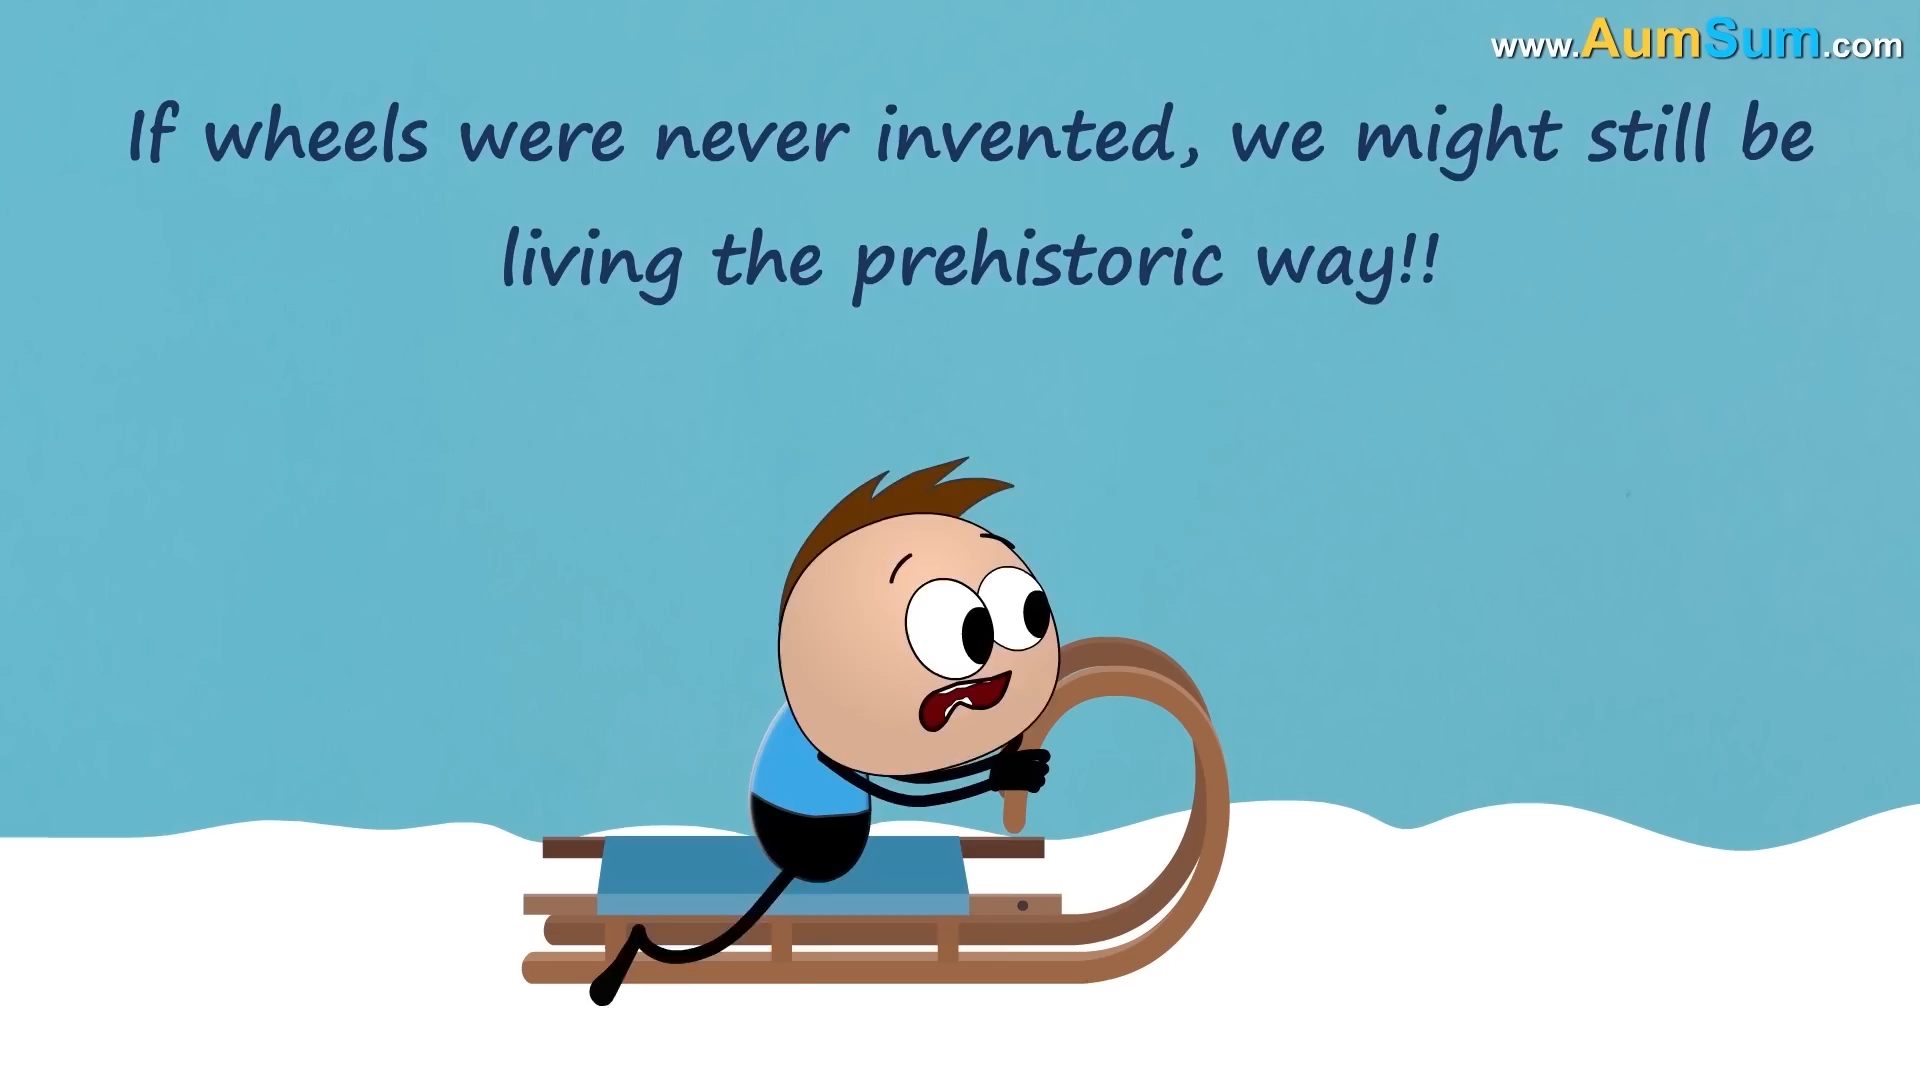 www.AumSum.com
If wheels were never invented, we might still be
living the prehistoric way!!